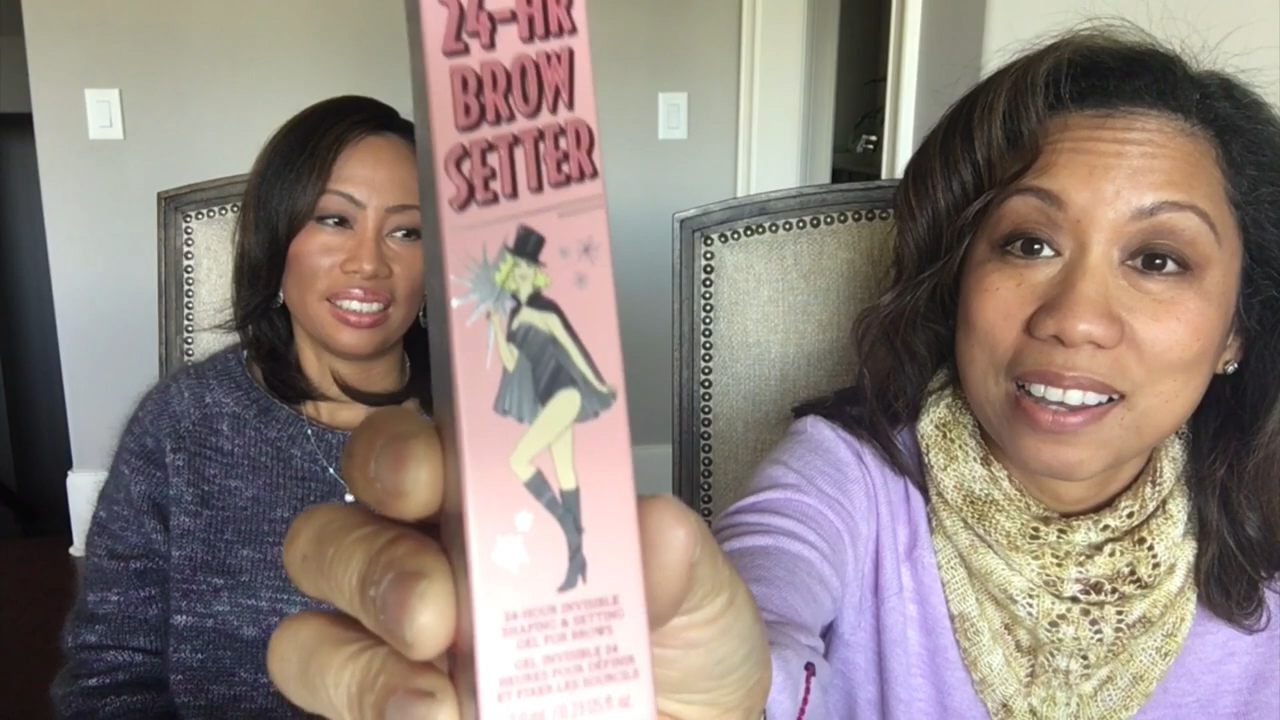 24-HR
BROW
SETTER
24-HOUR INVISIBLE
SHAPING & SETTING
GEL FOR BROWS
GEL INVISIBLE 24
HEURES POUR DÉFINIR
ET FIXER LES SOURCILS